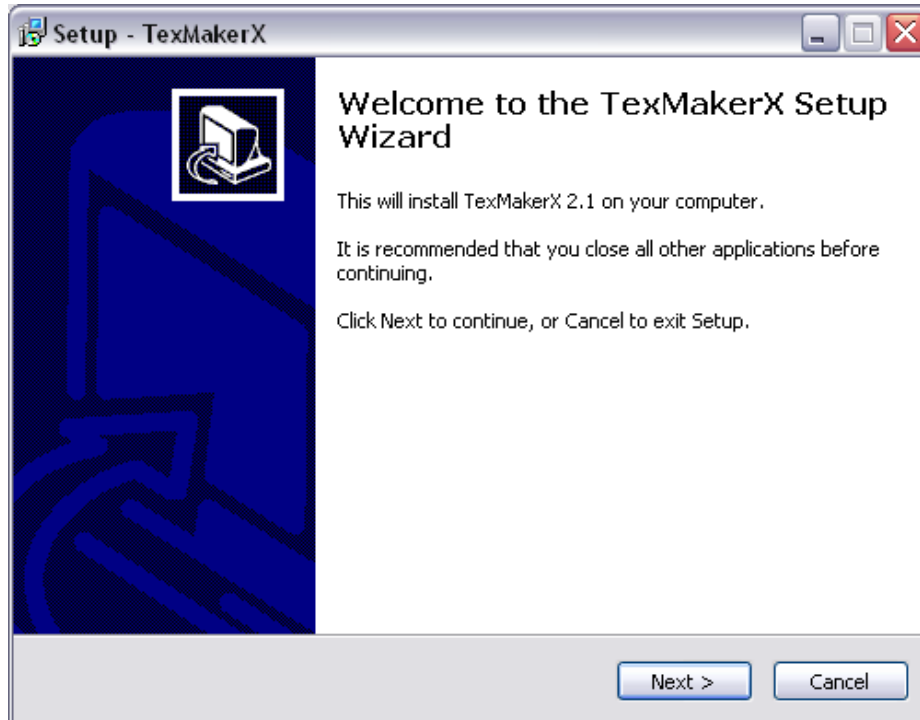 Setup - TexMakerX
Welcome to the TexMakerX Setup
Wizard
This will install TexMakerX 2.1 on your computer.
It is recommended that you close all other applications before
continuing.
Click Next to continue, or Cancel to exit Setup.
Next >
Cancel